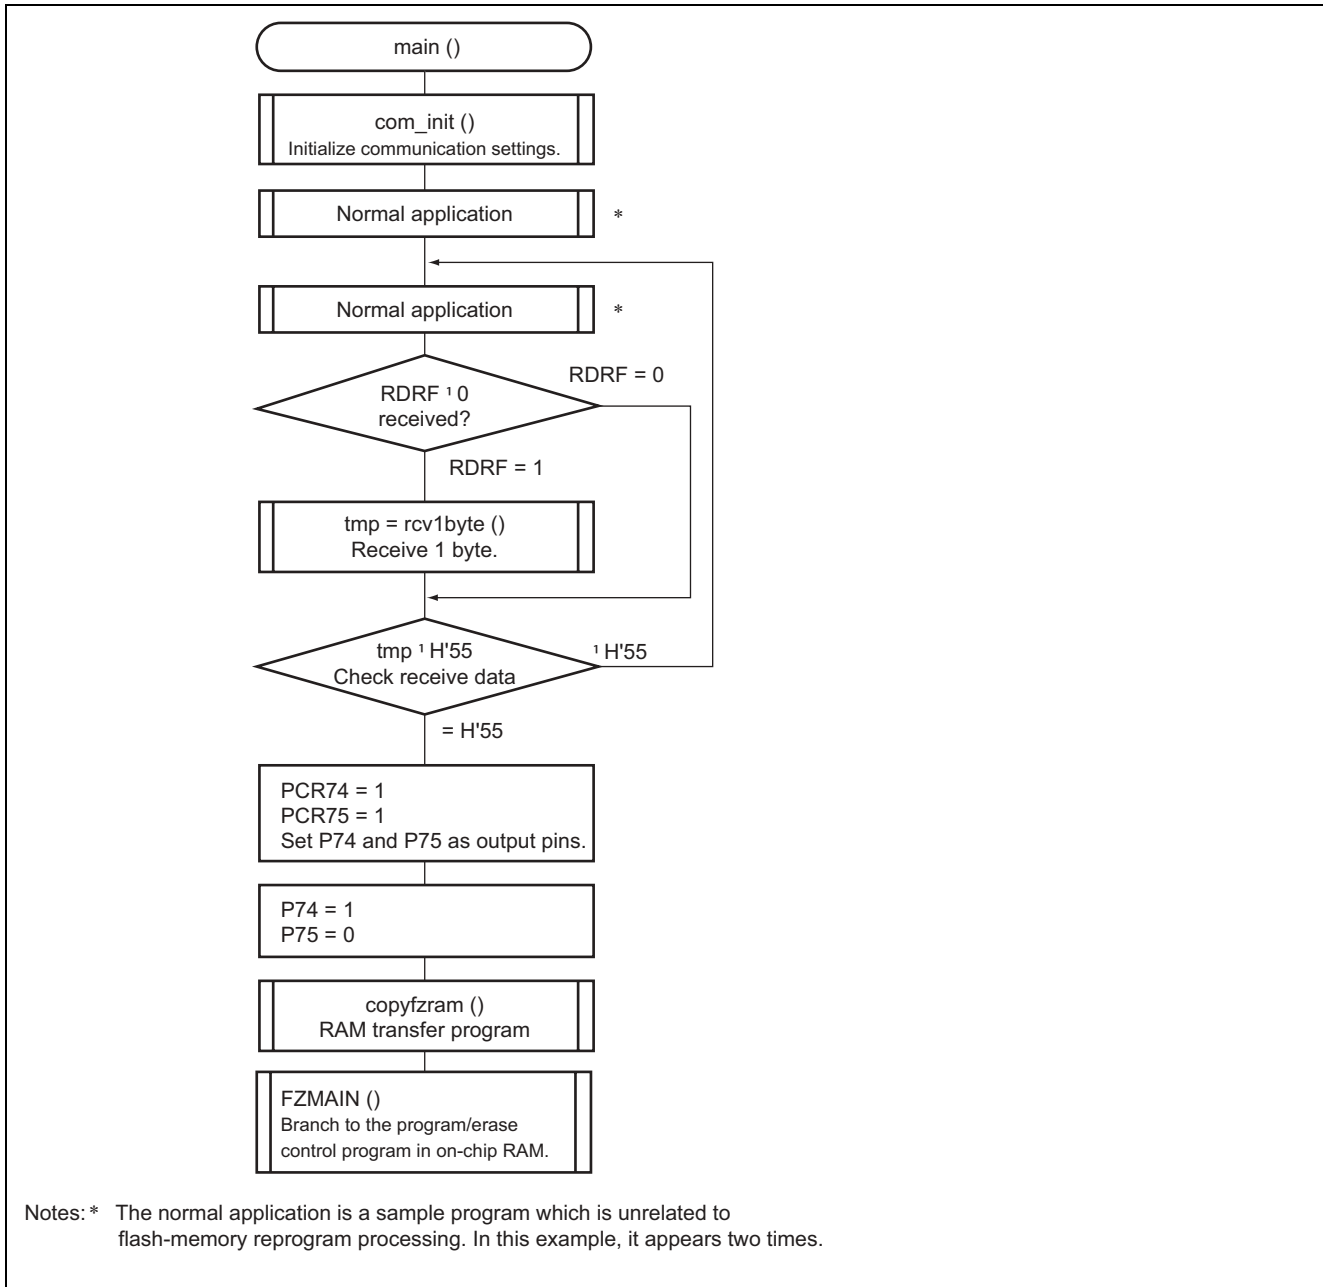 main ()
com_init ()
Initialize communication settings.
Normal application
*
Normal application
*
RDRF = 0
RDRF ¹ 0
received?
RDRF = 1
tmp = rcv1byte ()
Receive 1 byte.
tmp ¹ H'55
Check receive data
¹ H'55
= H'55
PCR74 = 1
PCR75 = 1
Set P74 and P75 as output pins.
P74 = 1
P75 = 0
copyfzram ()
RAM transfer program
FZMAIN ()
Branch to the program/erase
control program in on-chip RAM.
Notes: * The normal application is a sample program which is unrelated to
flash-memory reprogram processing. In this example, it appears two times.